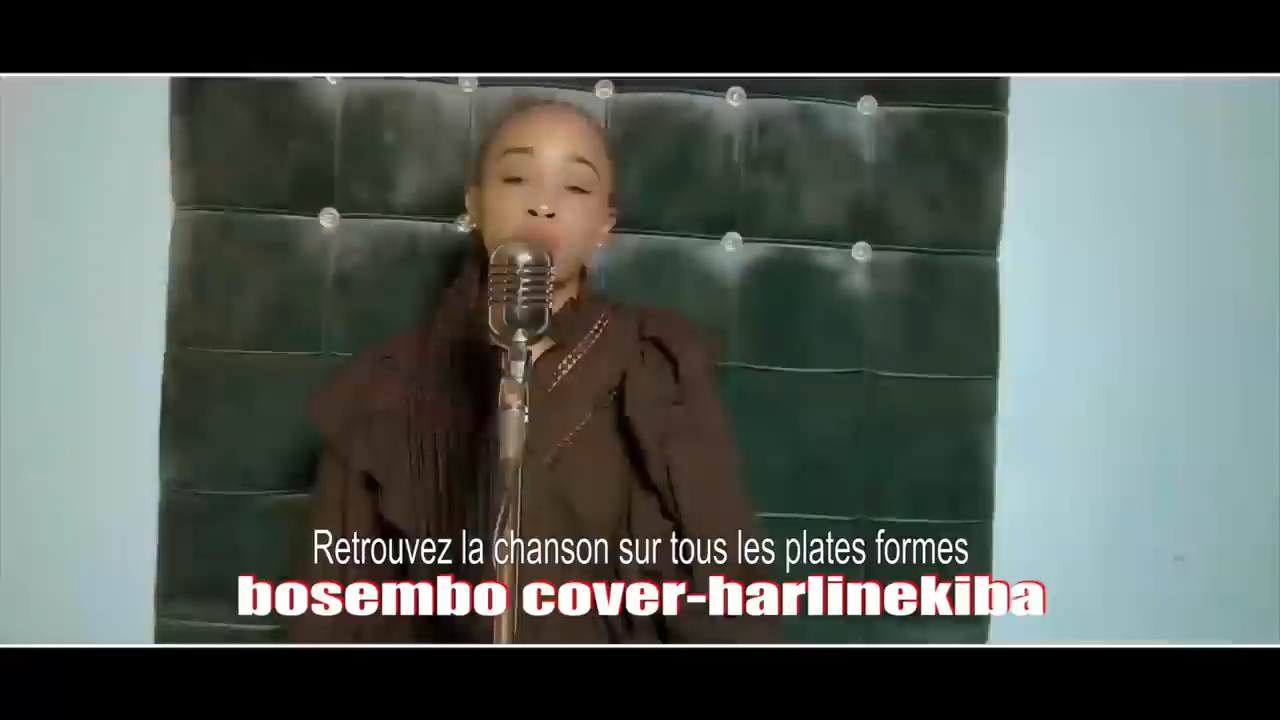 Retrouvez la chanson sur tous les plates formes
bosembo cover-harlinekiba